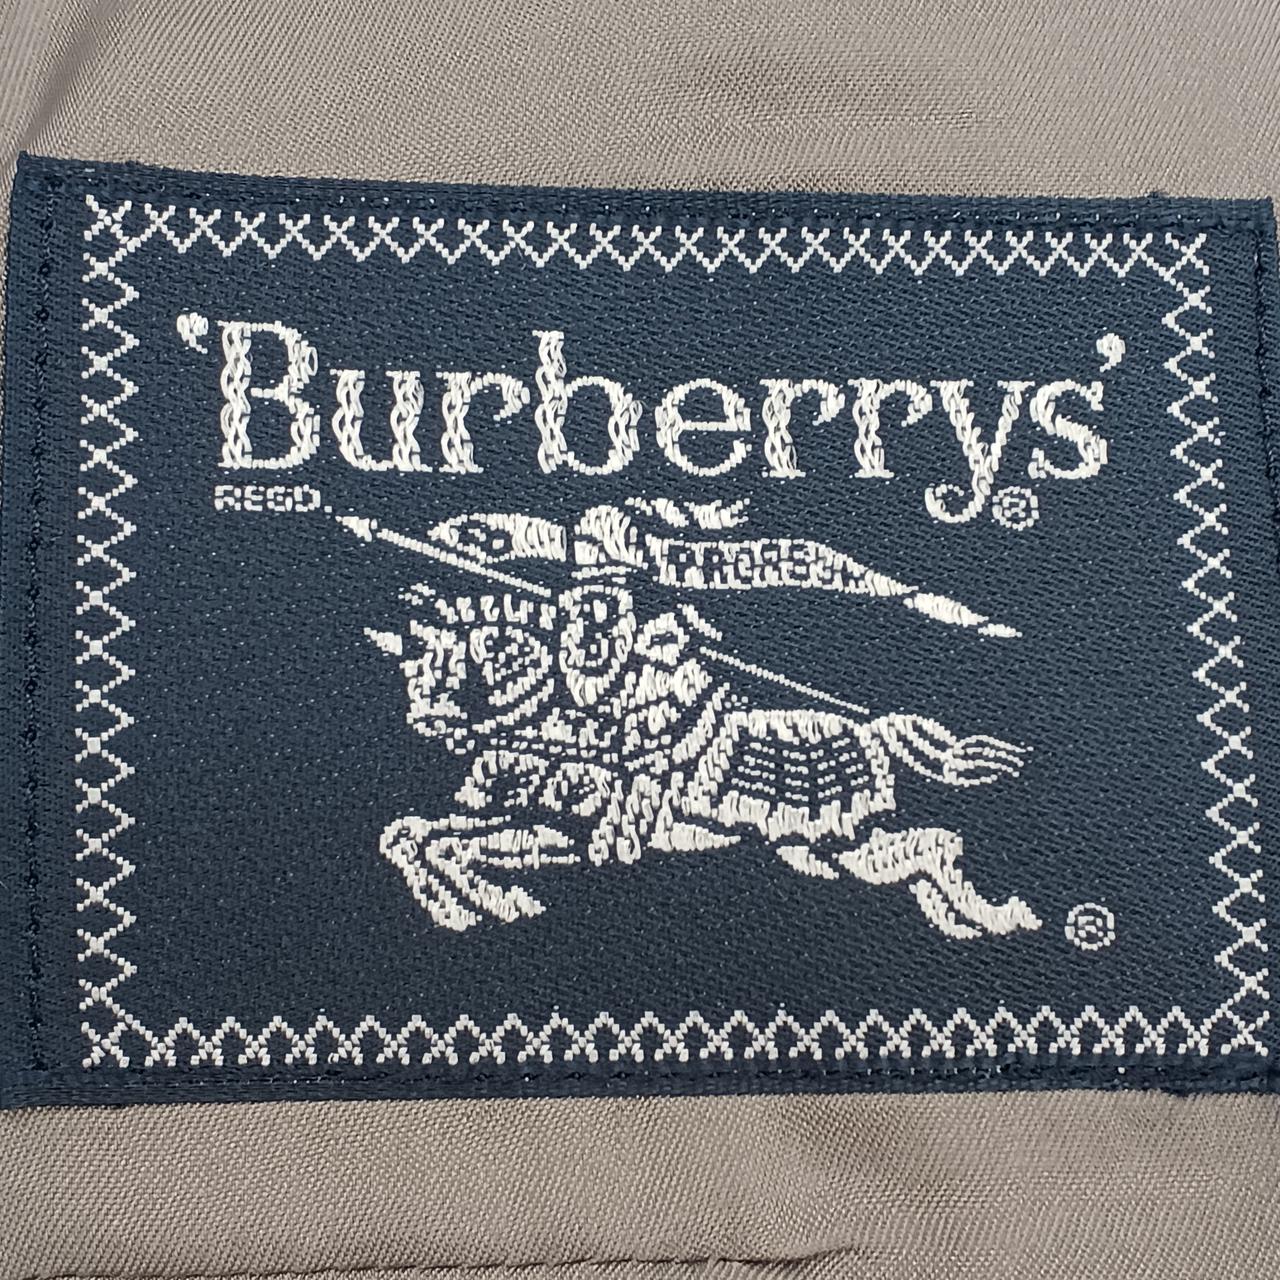 ‘Burberrys’
REGD. ®
PRORSUM
®